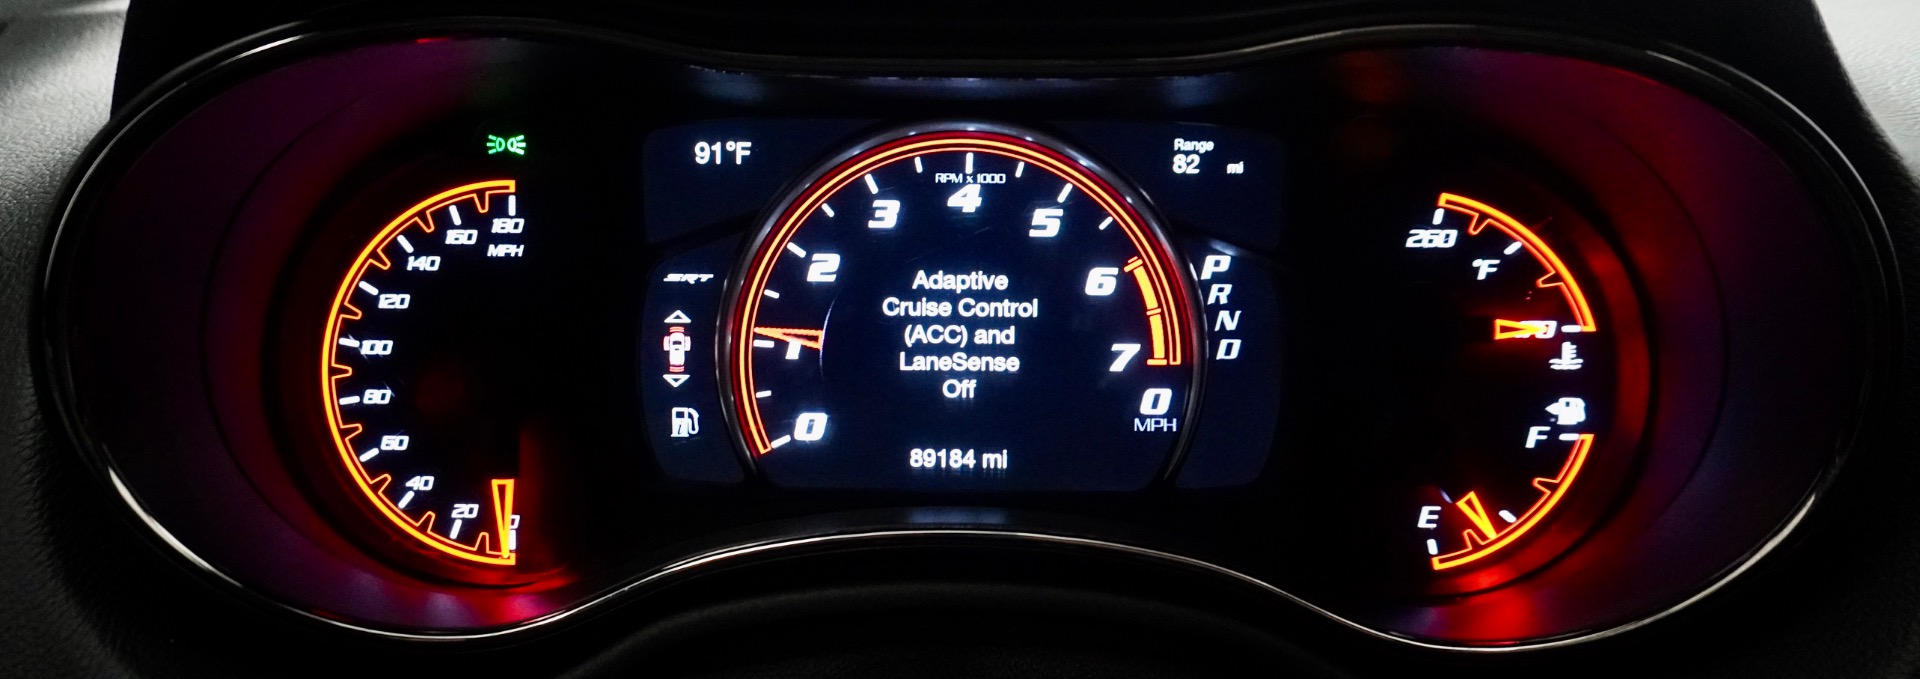 91°F
Range
82 mi
180
160
MPH
140
120
100
80
60
40
20
0
SRT
RPM x 1000
0
1
2
3
4
5
6
7
Adaptive
Cruise Control
(ACC) and
LaneSense
Off
0
MPH
89184 mi
P
R
N
D
260
°F
F
E